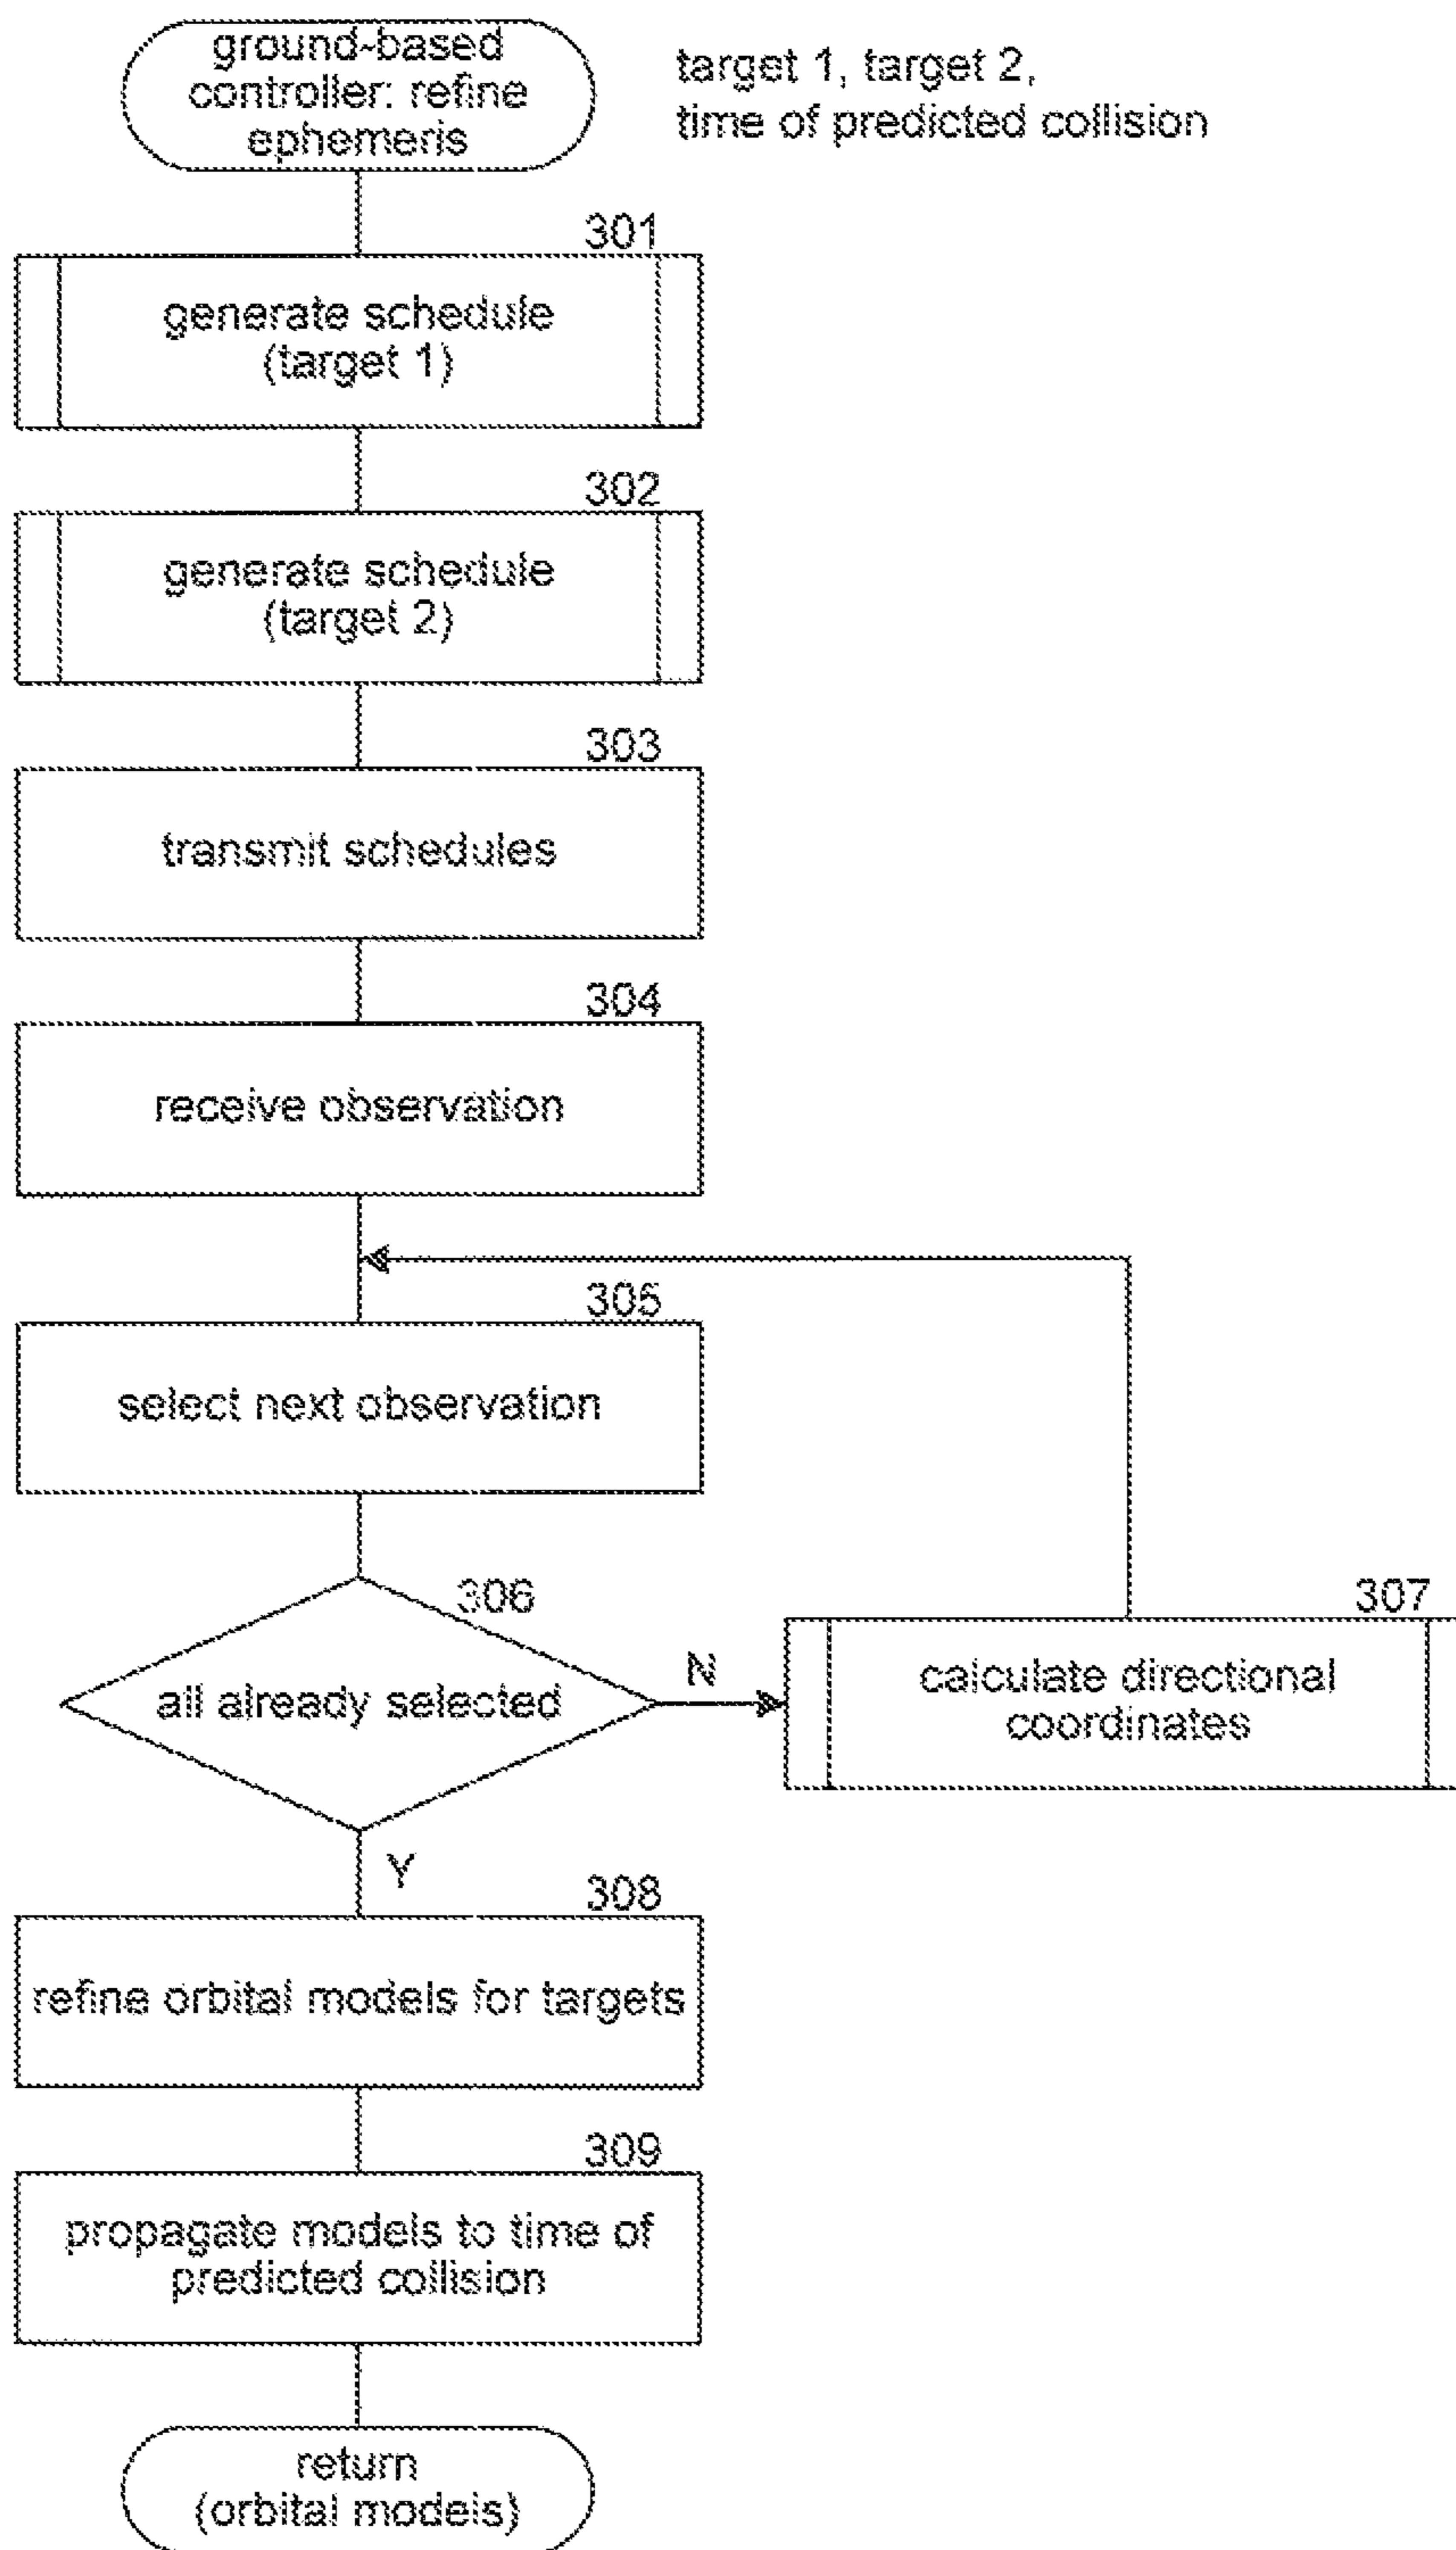 ground-based
controller: refine
ephemeris
target 1, target 2,
time of predicted collision
301
generate schedule
(target 1)
302
generate schedule
(target 2)
303
transmit schedules
304
receive observation
305
select next observation
306
all already selected
N
307
calculate directional
coordinates
Y
308
refine orbital models for targets
309
propagate models to time of
predicted collision
return
(orbital models)